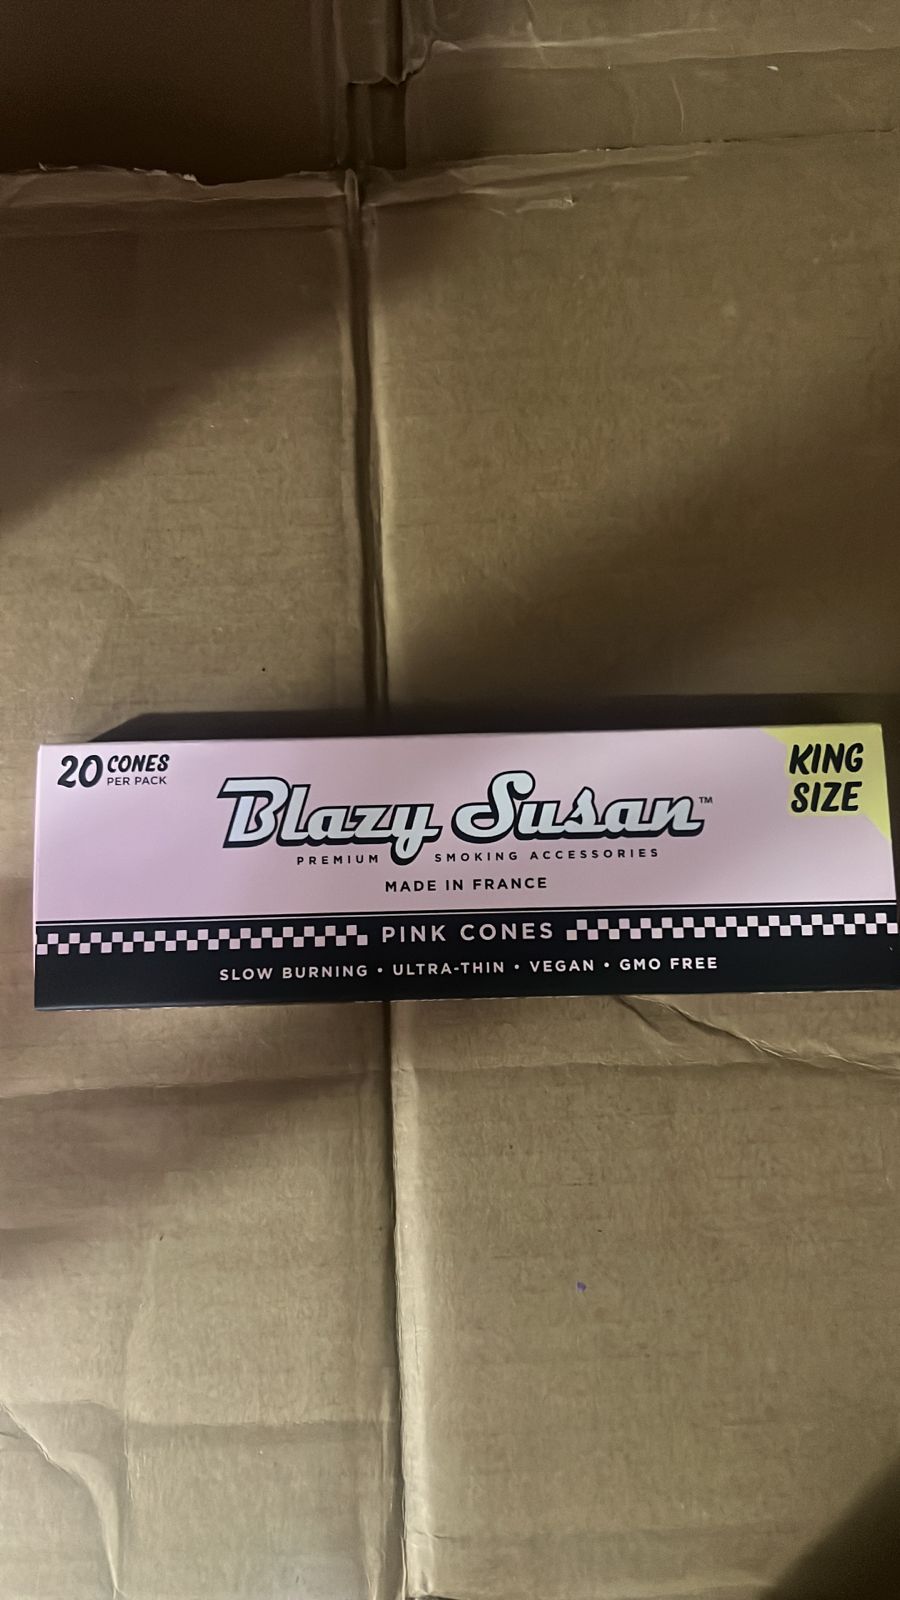 20 CONES
PER PACK
KING
SIZE
Blazy Susan™
PREMIUM SMOKING ACCESSORIES
MADE IN FRANCE
PINK CONES
SLOW BURNING • ULTRA-THIN • VEGAN • GMO FREE